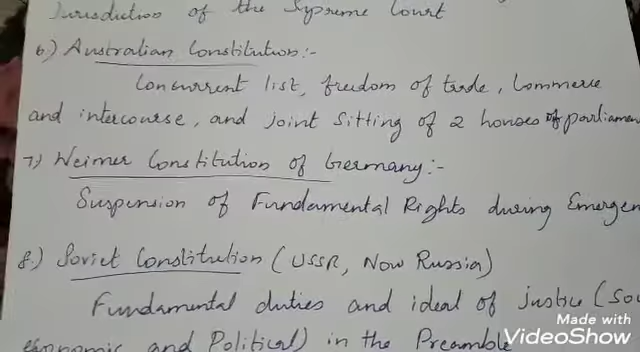 Jurisdiction of the Supreme Court
6) Australian Constitution:-
Concurrent list, freedom of trade, Commerce
and intercourse, and joint sitting of 2 houses of parliamen
7) Weimer Constitution of Germany:-
Suspension of Fundamental Rights during Emergen
8.) Soviet Constitution (USSR, Now Russia)
Fundamental duties and ideal of justice (So
economic and Political) in the Preamble
Made with
VideoShow